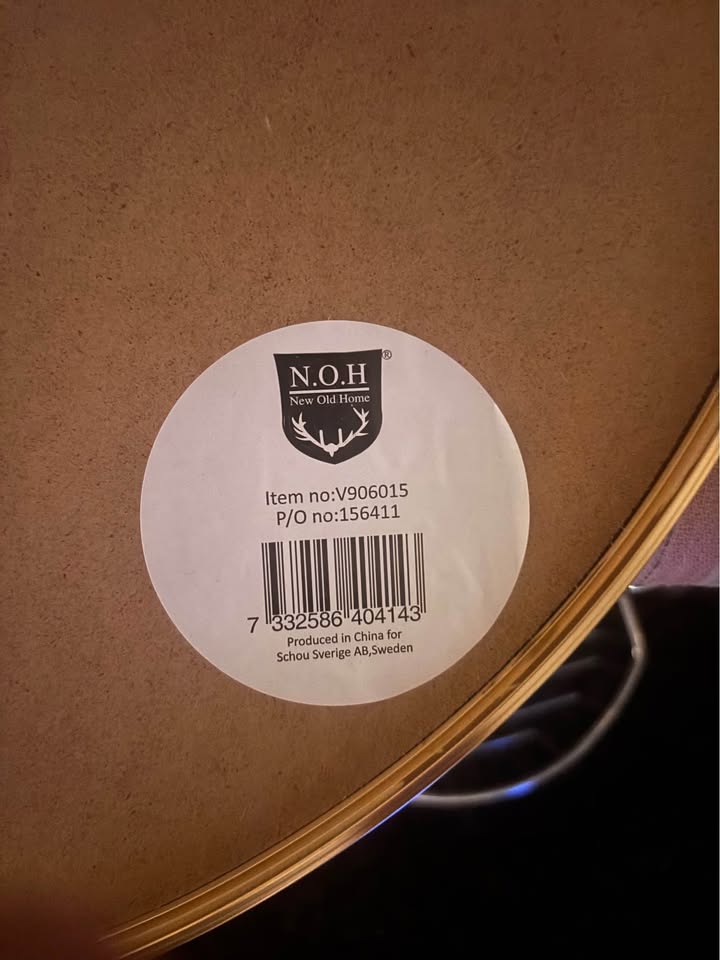 N.O.H ®
New Old Home
Item no:V906015
P/O no:156411
7 332586 404143
Produced in China for
Schou Sverige AB,Sweden